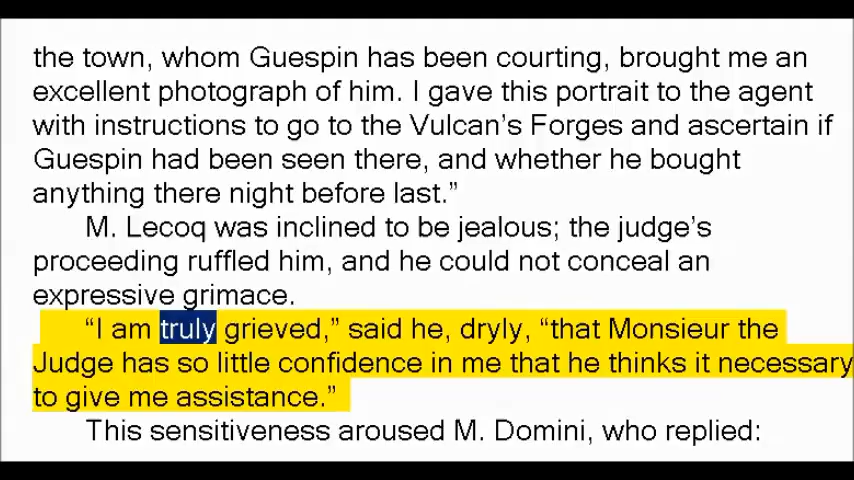 the town, whom Guespin has been courting, brought me an
excellent photograph of him. I gave this portrait to the agent
with instructions to go to the Vulcan’s Forges and ascertain if
Guespin had been seen there, and whether he bought
anything there night before last.”
M. Lecoq was inclined to be jealous; the judge’s
proceeding ruffled him, and he could not conceal an
expressive grimace.
“I am truly grieved,” said he, dryly, “that Monsieur the
Judge has so little confidence in me that he thinks it necessary
to give me assistance.”
This sensitiveness aroused M. Domini, who replied: